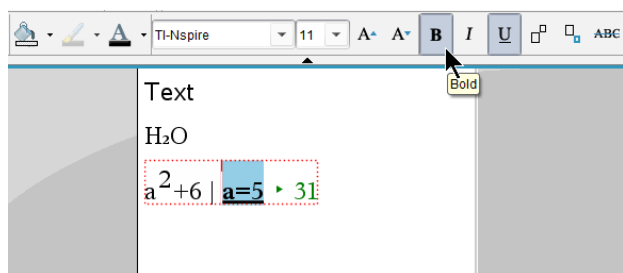 TI-Nspire 11 A A B I U ABC
Bold
Text
H₂O
a²+6 | a=5 ▸ 31